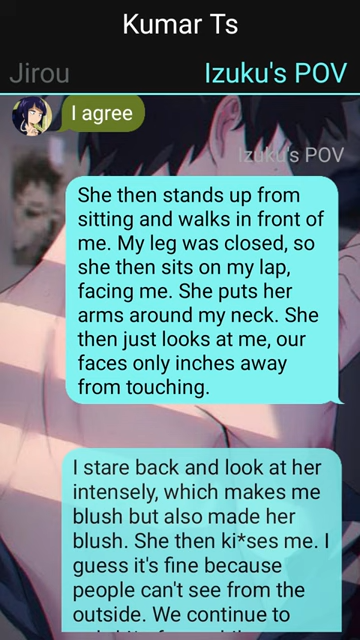 Kumar Ts
Jirou
Izuku's POV
I agree
Izuku's POV
She then stands up from
sitting and walks in front of
me. My leg was closed, so
she then sits on my lap,
facing me. She puts her
arms around my neck. She
then just looks at me, our
faces only inches away
from touching.
I stare back and look at her
intensely, which makes me
blush but also made her
blush. She then ki*ses me. I
guess it's fine because
people can't see from the
outside. We continue to